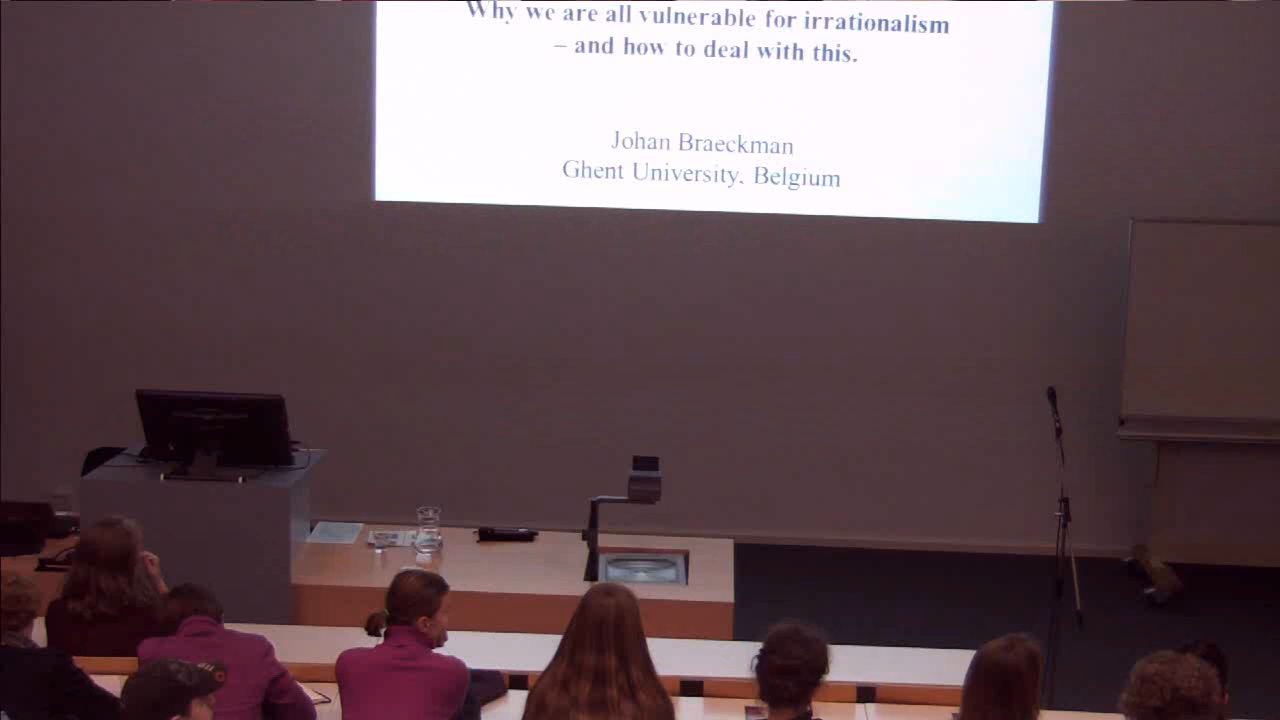 Why we are all vulnerable for irrationalism
– and how to deal with this.
Johan Braeckman
Ghent University, Belgium